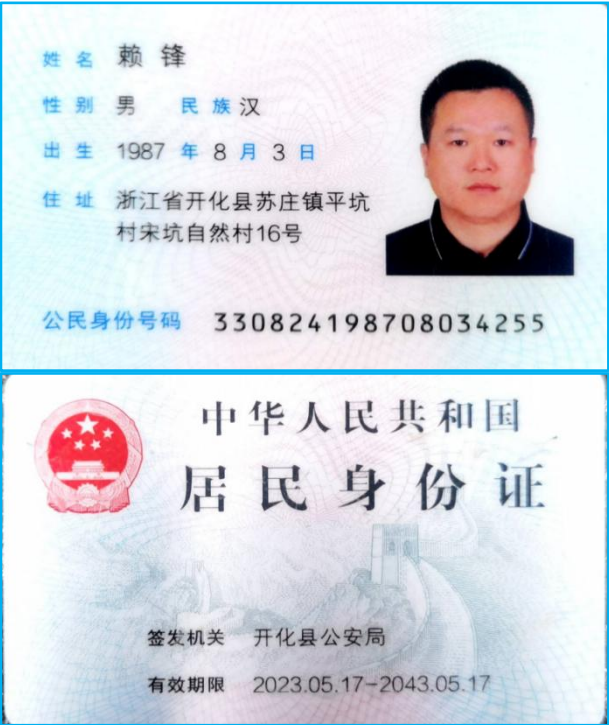 姓名 赖锋
性别 男 民族 汉
出生 1987 年 8 月 3 日
住址 浙江省开化县苏庄镇平坑
村宋坑自然村16号
公民身份号码 330824198708034255
中华人民共和国
居民身份证
签发机关 开化县公安局
有效期限 2023.05.17-2043.05.17